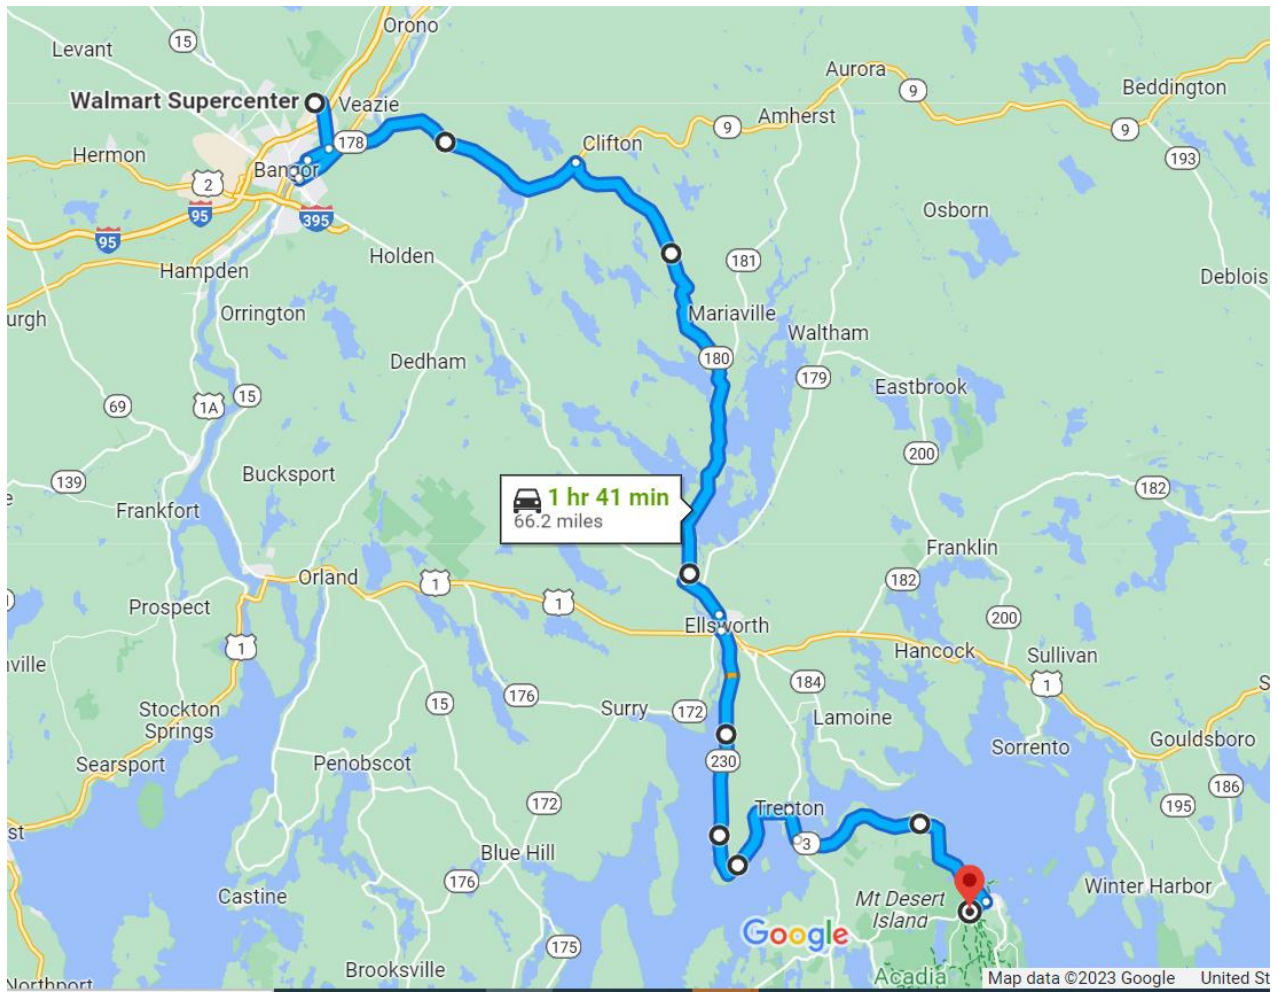 Orono
Levant
15
Aurora
Beddington
Walmart Supercenter
Veazie
9
Amherst
9
9
Clifton
178
Hermon
193
Bangor
2
Osborn
95
395
95
Holden
181
Hampden
Deblois
urgh
Orrington
Mariaville
Waltham
Dedham
180
179
Eastbrook
69
1A
15
200
Bucksport
139
182
1 hr 41 min
66.2 miles
Frankfort
Franklin
Orland
1
182
1
Prospect
200
Ellsworth
1
Hancock
Sullivan
ville
184
1
176
S
15
Surry
172
Stockton
Springs
Lamoine
Gouldsboro
Sorrento
Searsport
Penobscot
230
186
172
195
Trenton
st
3
Blue Hill
176
Winter Harbor
Castine
Mt Desert
Island
Google
175
Brooksville
Acadia
Map data ©2023 Google
United St
Northport